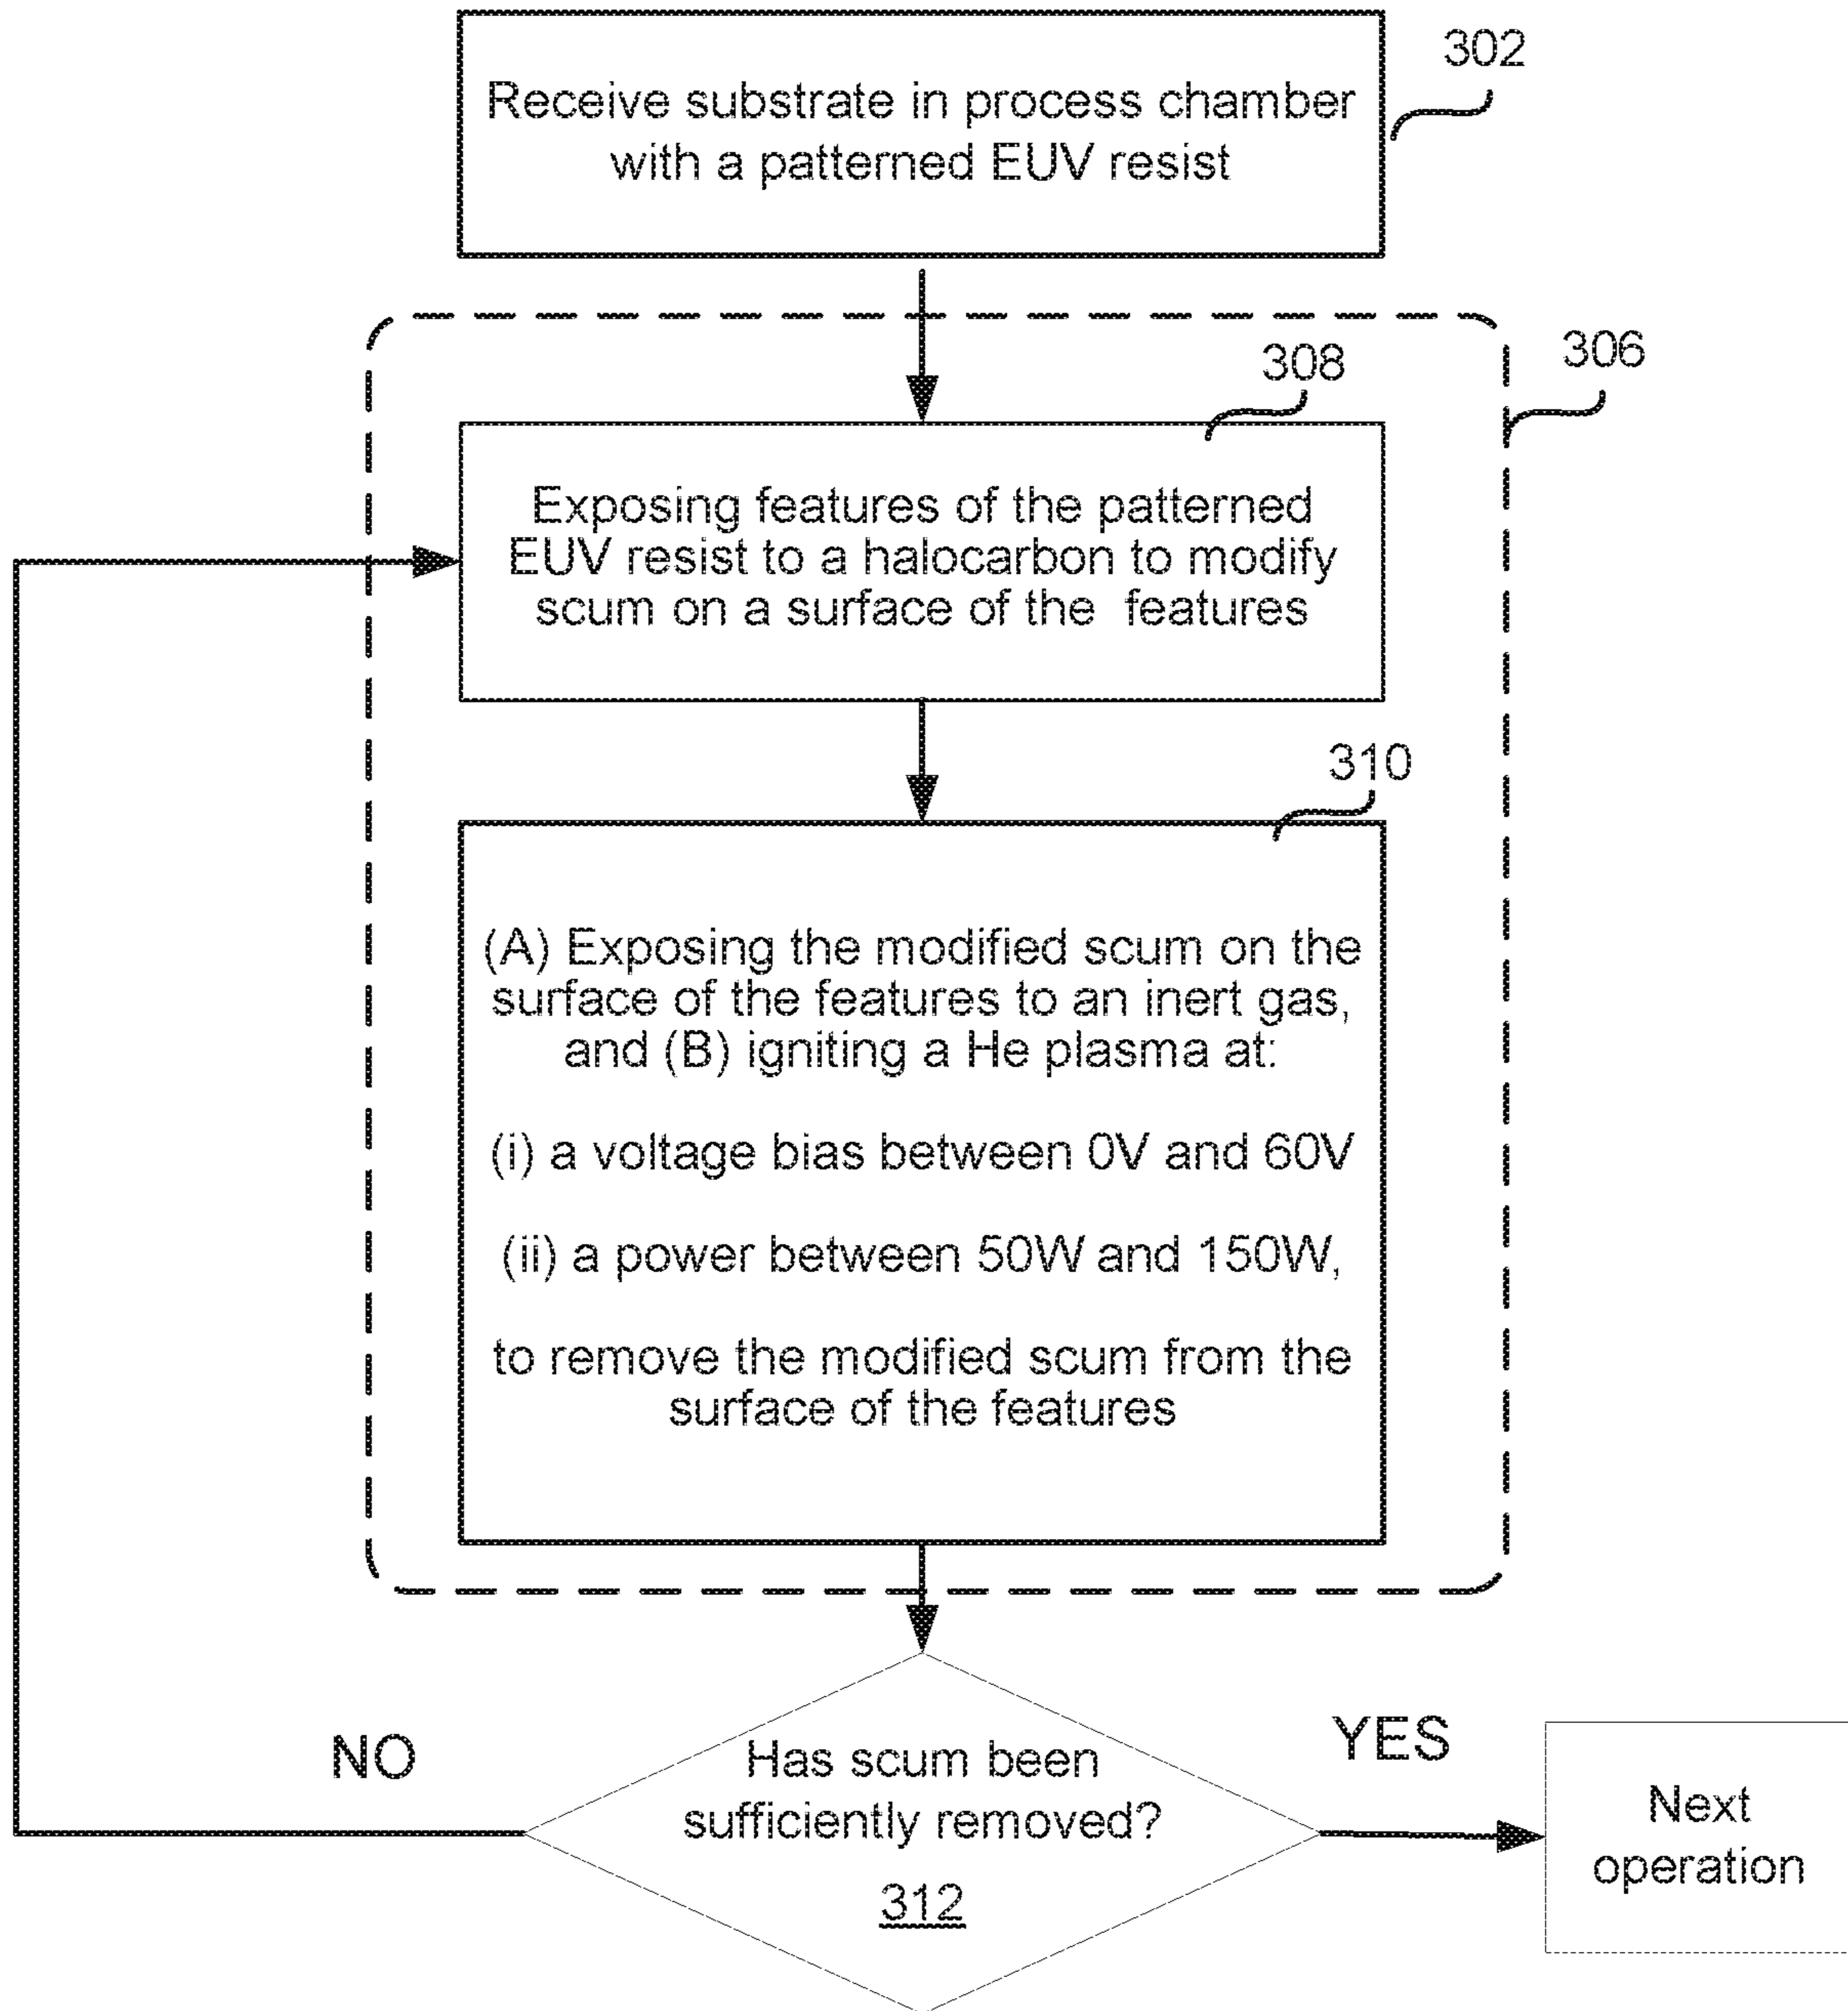 302
Receive substrate in process chamber
with a patterned EUV resist
306
308
Exposing features of the patterned
EUV resist to a halocarbon to modify
scum on a surface of the features
310
(A) Exposing the modified scum on the
surface of the features to an inert gas,
and (B) igniting a He plasma at:
(i) a voltage bias between 0V and 60V
(ii) a power between 50W and 150W,
to remove the modified scum from the
surface of the features
NO
Has scum been
sufficiently removed?
312
YES
Next
operation